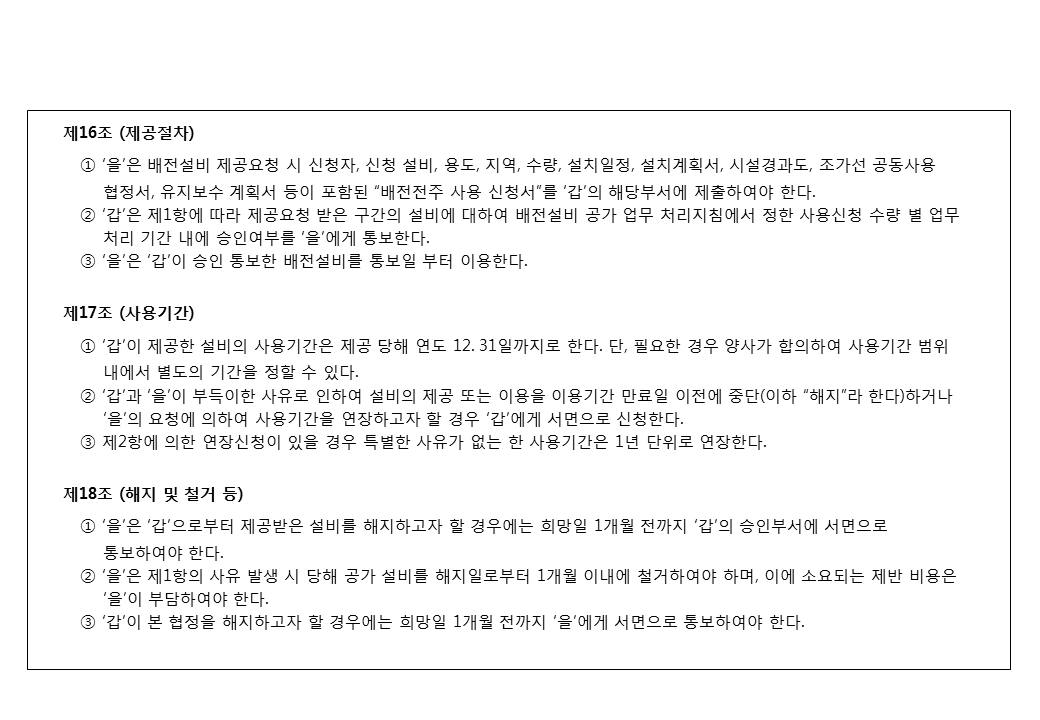 제16조 (제공절차)
① ‘을’은 배전설비 제공요청 시 신청자, 신청 설비, 용도, 지역, 수량, 설치일정, 설치계획서, 시설경과도, 조가선 공동사용
협정서, 유지보수 계획서 등이 포함된 “배전전주 사용 신청서”를 ‘갑’의 해당부서에 제출하여야 한다.
② ‘갑’은 제1항에 따라 제공요청 받은 구간의 설비에 대하여 배전설비 공가 업무 처리지침에서 정한 사용신청 수량 별 업무
처리 기간 내에 승인여부를 ‘을’에게 통보한다.
③ ‘을’은 ‘갑’이 승인 통보한 배전설비를 통보일 부터 이용한다.
제17조 (사용기간)
① ‘갑’이 제공한 설비의 사용기간은 제공 당해 연도 12. 31일까지로 한다. 단, 필요한 경우 양사가 합의하여 사용기간 범위
내에서 별도의 기간을 정할 수 있다.
② ‘갑’과 ‘을’이 부득이한 사유로 인하여 설비의 제공 또는 이용을 이용기간 만료일 이전에 중단(이하 “해지”라 한다)하거나
‘을’의 요청에 의하여 사용기간을 연장하고자 할 경우 ‘갑’에게 서면으로 신청한다.
③ 제2항에 의한 연장신청이 있을 경우 특별한 사유가 없는 한 사용기간은 1년 단위로 연장한다.
제18조 (해지 및 철거 등)
① ‘을’은 ‘갑’으로부터 제공받은 설비를 해지하고자 할 경우에는 희망일 1개월 전까지 ‘갑’의 승인부서에 서면으로
통보하여야 한다.
② ‘을’은 제1항의 사유 발생 시 당해 공가 설비를 해지일로부터 1개월 이내에 철거하여야 하며, 이에 소요되는 제반 비용은
‘을’이 부담하여야 한다.
③ ‘갑’이 본 협정을 해지하고자 할 경우에는 희망일 1개월 전까지 ‘을’에게 서면으로 통보하여야 한다.